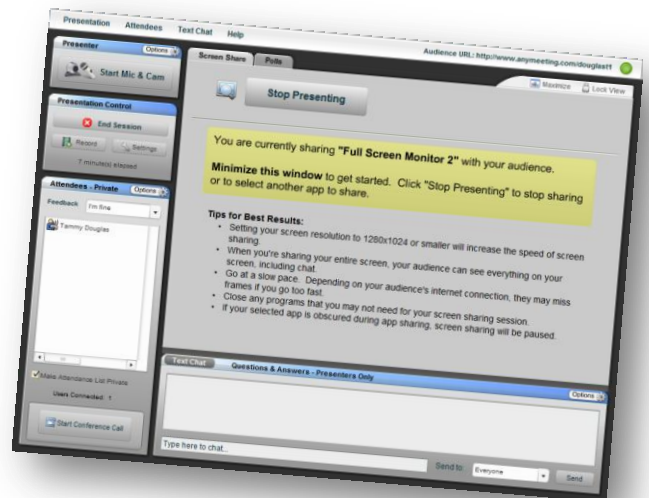 Presentation Attendees Text Chat Help
Audience URL: http://www.anymeeting.com/douglast1
Presenter Options
Start Mic & Cam
Presentation Control
End Session
Record Settings
7 minute(s) elapsed
Attendees - Private Options
Feedback I'm fine
Tammy Douglas
Make Attendance List Private
Users Connected: 1
Start Conference Call
Screen Share Polls
Maximize Lock View
Stop Presenting
You are currently sharing "Full Screen Monitor 2" with your audience.
Minimize this window to get started. Click "Stop Presenting" to stop sharing
or to select another app to share.
Tips for Best Results:
• Setting your screen resolution to 1280x1024 or smaller will increase the speed of screen
sharing.
• When you're sharing your entire screen, your audience can see everything on your
screen, including chat.
• Go at a slow pace. Depending on your audience's internet connection, they may miss
frames if you go too fast.
• Close any programs that you may not need for your screen sharing session.
• If your selected app is obscured during app sharing, screen sharing will be paused.
Text Chat Questions & Answers - Presenters Only Options
Type here to chat...
Send to: Everyone Send